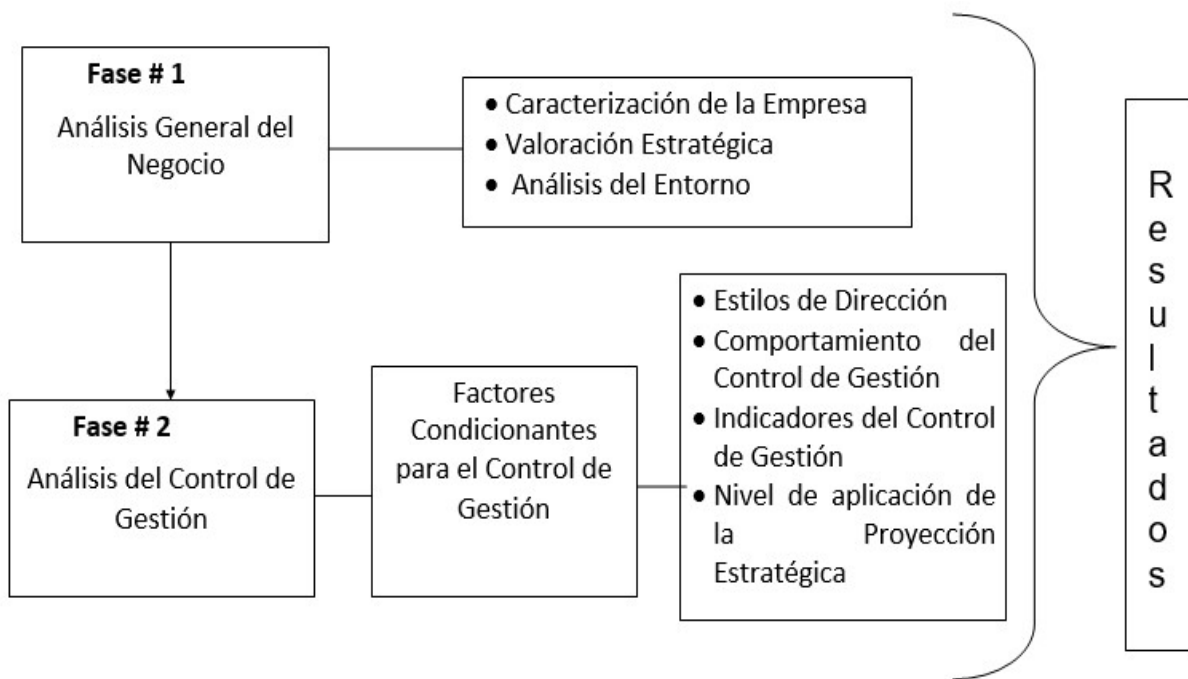 Fase # 1
Análisis General del
Negocio
• Caracterización de la Empresa
• Valoración Estratégica
• Análisis del Entorno
Fase # 2
Análisis del Control de
Gestión
Factores
Condicionantes
para el Control de
Gestión
• Estilos de Dirección
• Comportamiento del
Control de Gestión
• Indicadores del Control
de Gestión
• Nivel de aplicación de
la Proyección
Estratégica
Resultados